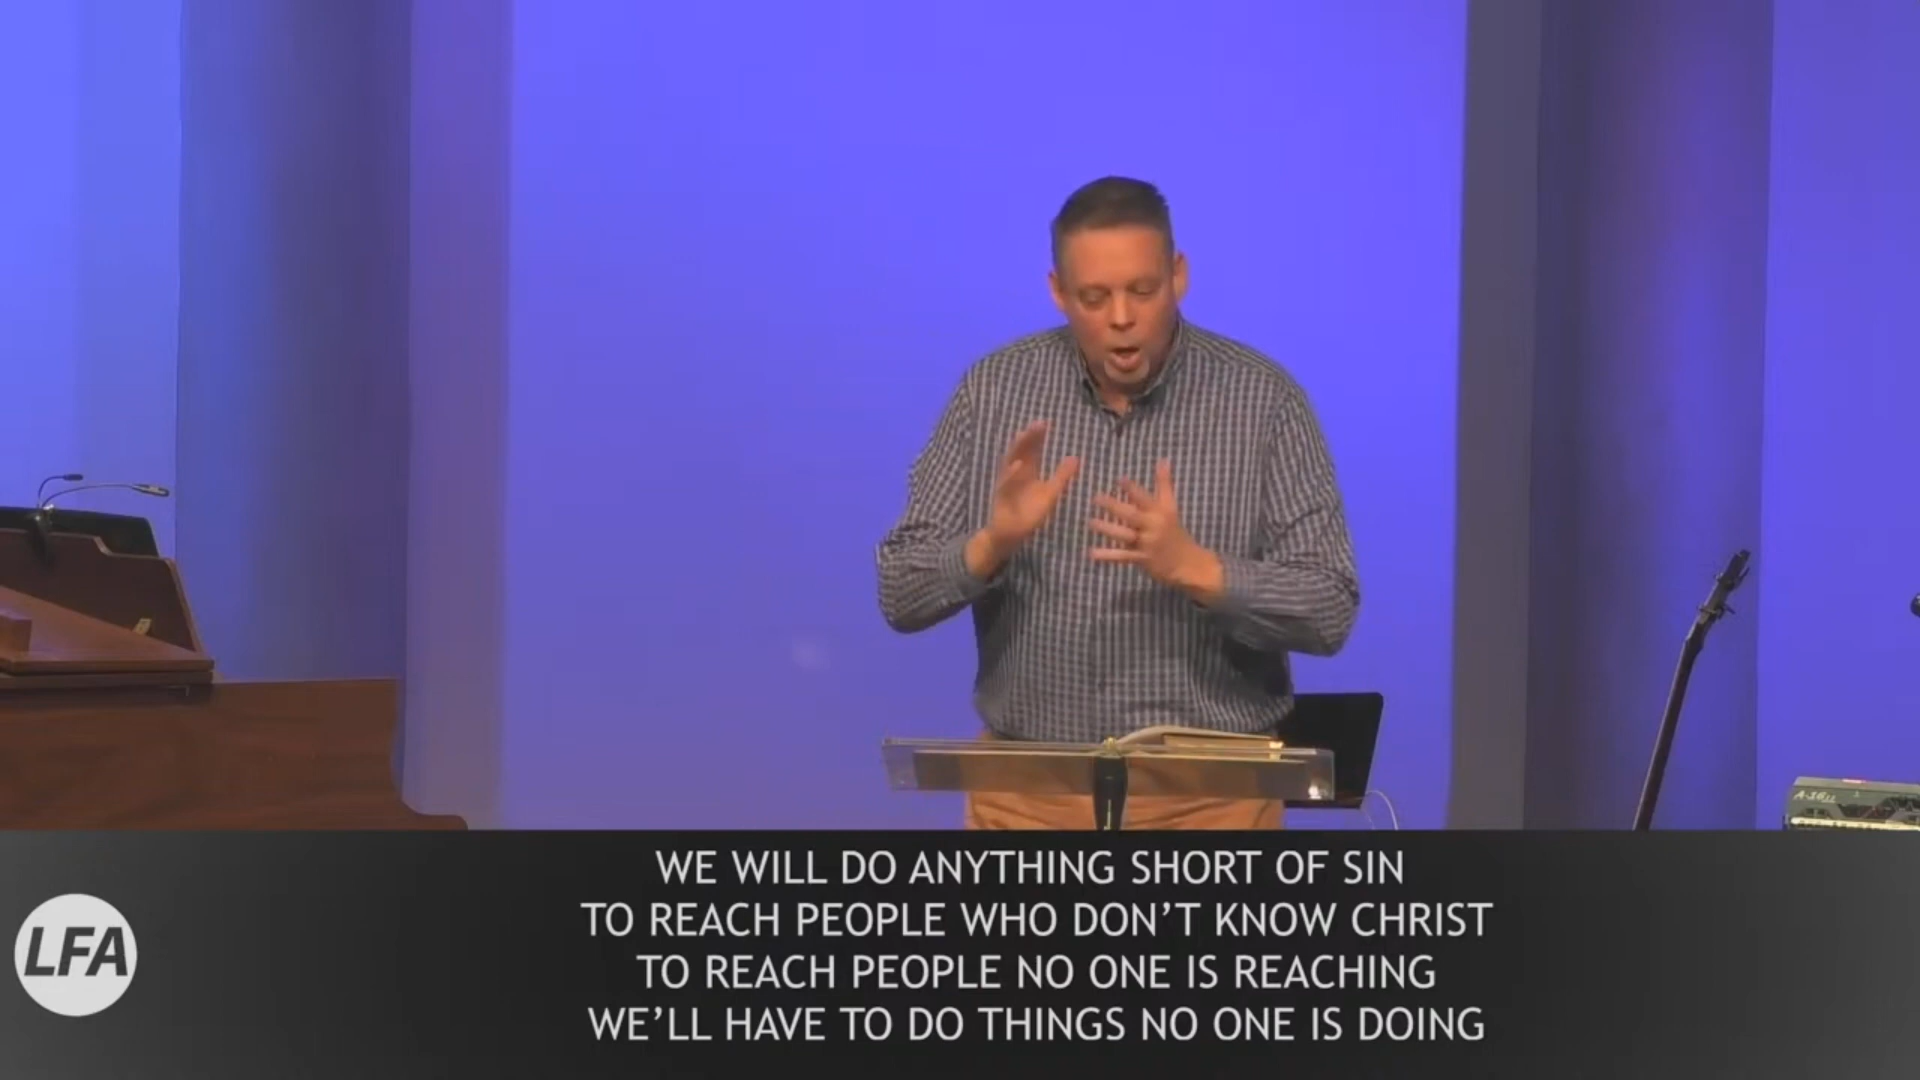 WE WILL DO ANYTHING SHORT OF SIN
TO REACH PEOPLE WHO DON'T KNOW CHRIST
TO REACH PEOPLE NO ONE IS REACHING
WE'LL HAVE TO DO THINGS NO ONE IS DOING
LFA